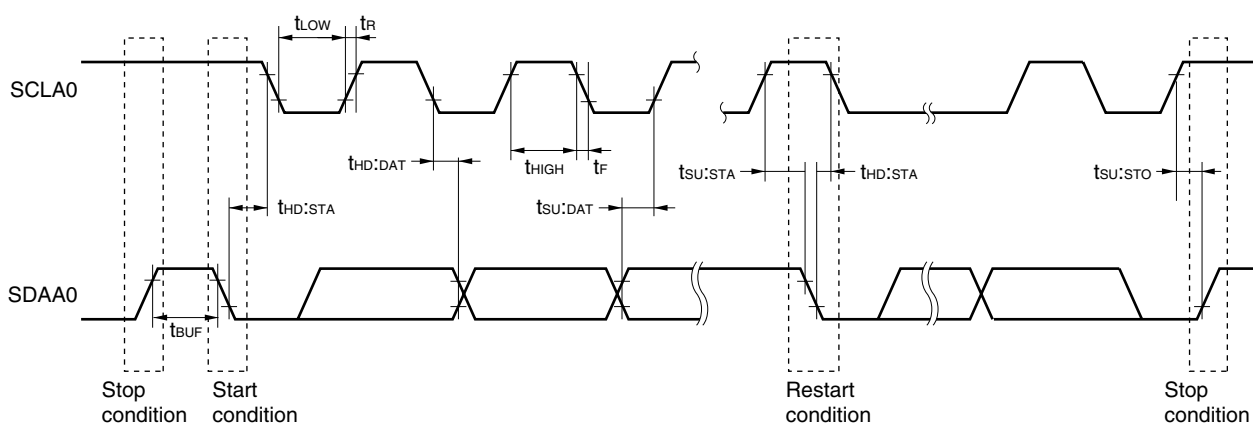 tLOW
tR
SCLA0
tHD:DAT
tHIGH
tF
tSU:STA
tHD:STA
tSU:STO
tHD:STA
tSU:DAT
SDAA0
tBUF
Stop
condition
Start
condition
Restart
condition
Stop
condition